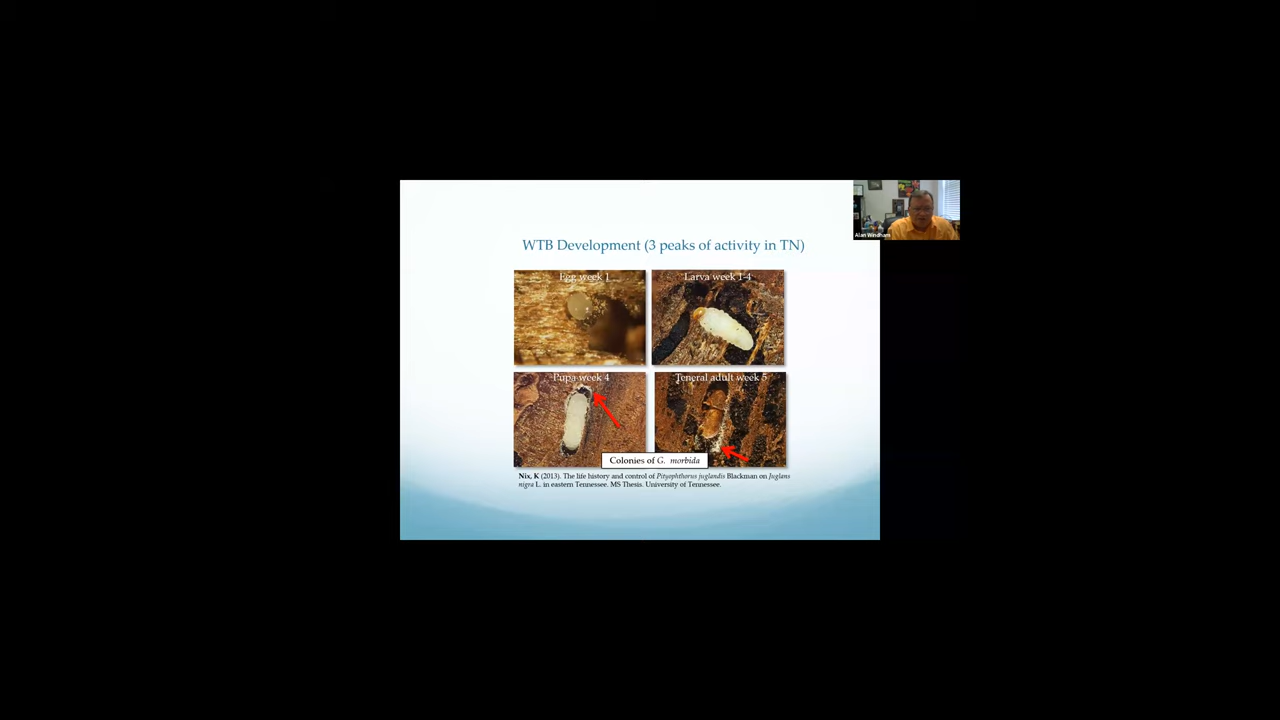 Alan Windham
WTB Development (3 peaks of activity in TN)
Egg week 1
Larva week 1-4
Pupa week 4
Teneral adult week 5
Colonies of G. morbida
Nix, K (2013). The life history and control of Pityophthorus juglandis Blackman on Juglans
nigra L. in eastern Tennessee. MS Thesis. University of Tennessee.